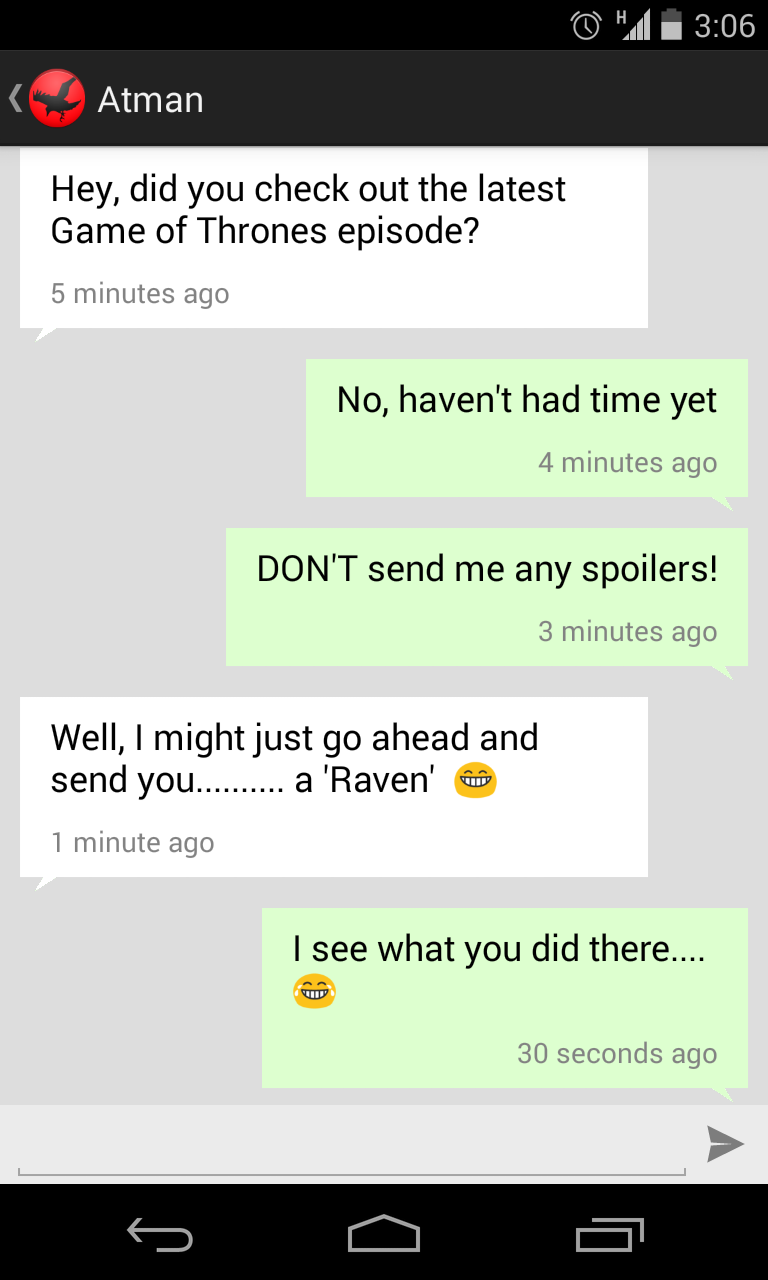 H 3:06
Atman
Hey, did you check out the latest
Game of Thrones episode?
5 minutes ago
No, haven't had time yet
4 minutes ago
DON'T send me any spoilers!
3 minutes ago
Well, I might just go ahead and
send you.......... a 'Raven' 😁
1 minute ago
I see what you did there....
😂
30 seconds ago